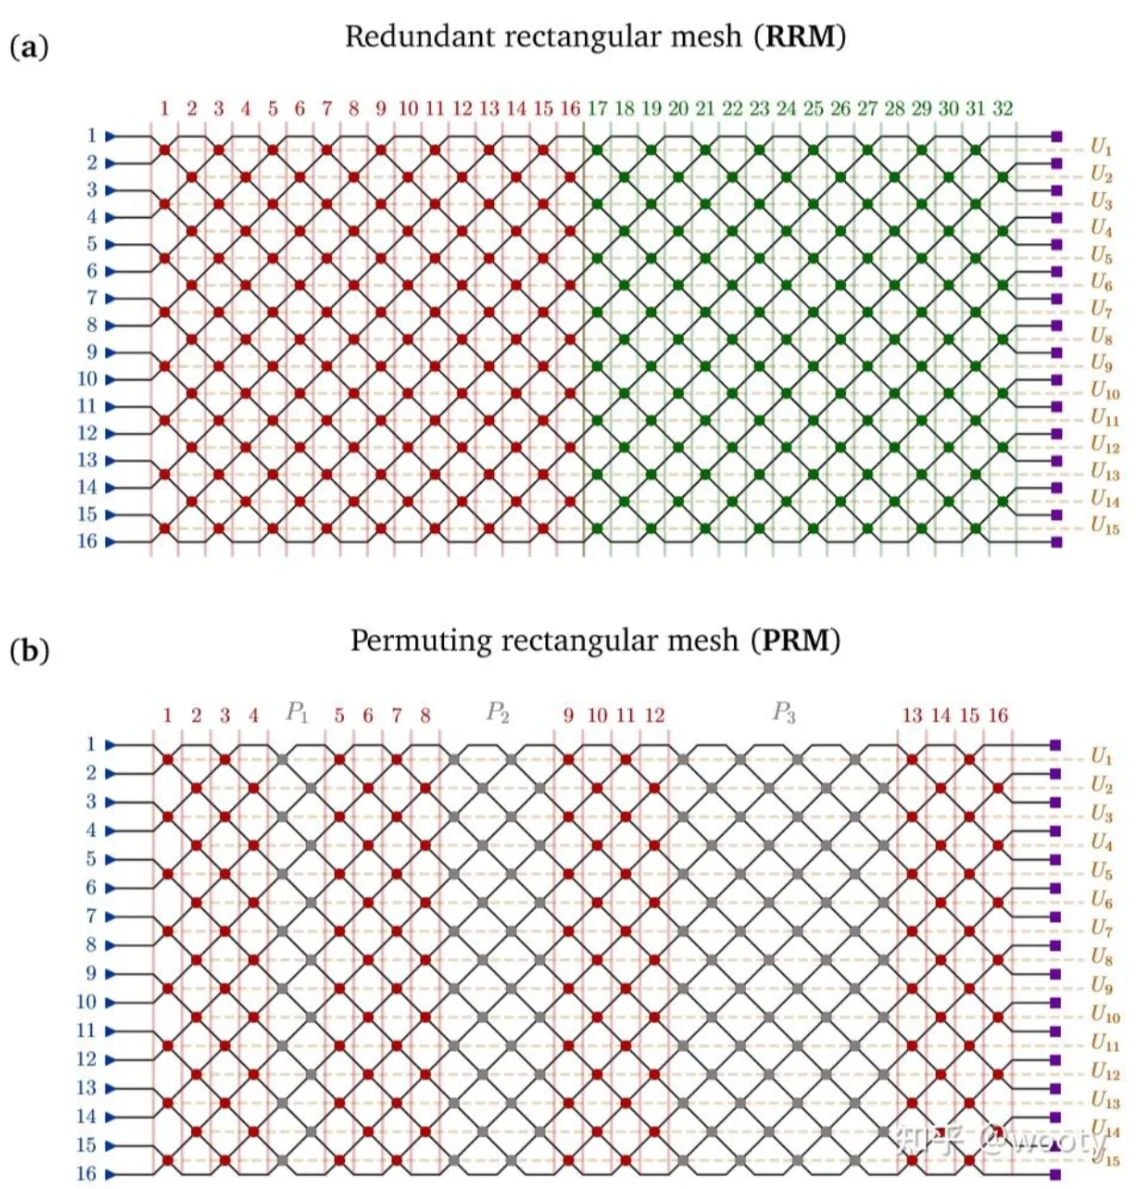 (a)
Redundant rectangular mesh (RRM)
1 2 3 4 5 6 7 8 9 10 11 12 13 14 15 16 17 18 19 20 21 22 23 24 25 26 27 28 29 30 31 32
1
U₁
2
U₂
3
U₃
4
U₄
5
U₅
6
U₆
7
U₇
8
U₈
9
U₉
10
U₁₀
11
U₁₁
12
U₁₂
13
U₁₃
14
U₁₄
15
U₁₅
16
(b)
Permuting rectangular mesh (PRM)
1 2 3 4 P₁ 5 6 7 8 P₂ 9 10 11 12 P₃ 13 14 15 16
1
U₁
2
U₂
3
U₃
4
U₄
5
U₅
6
U₆
7
U₇
8
U₈
9
U₉
10
U₁₀
11
U₁₁
12
U₁₂
13
U₁₃
14
U₁₄
知乎 @wooty
15
U₁₅
16